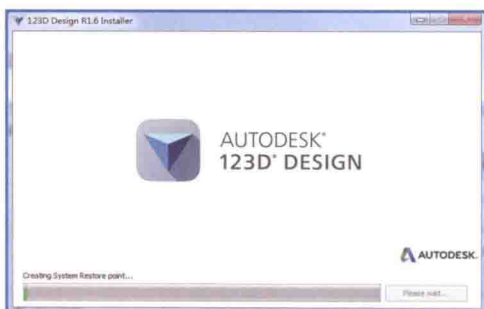 123D Design R1.6 Installer
AUTODESK®
123D® DESIGN
AUTODESK.
Creating System Restore point...
Please wait...